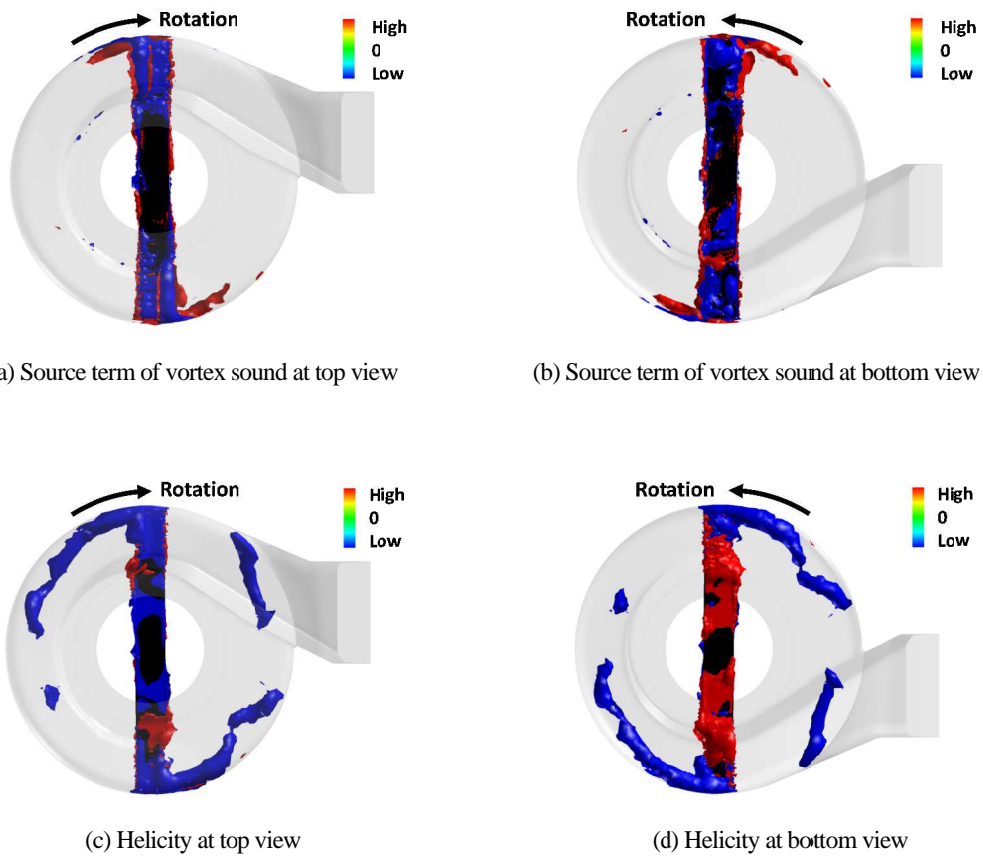 Rotation
High
0
Low
Rotation
High
0
Low
a) Source term of vortex sound at top view
(b) Source term of vortex sound at bottom view
Rotation
High
0
Low
Rotation
High
0
Low
(c) Helicity at top view
(d) Helicity at bottom view